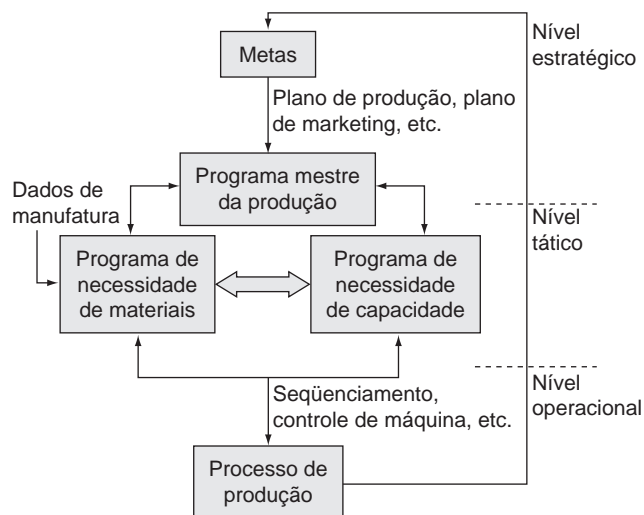 Metas
Nível
estratégico
Plano de produção, plano
de marketing, etc.
Programa mestre
da produção
Dados de
manufatura
Nível
tático
Programa de
necessidade
de materiais
Programa de
necessidade
de capacidade
Seqüenciamento,
controle de máquina, etc.
Nível
operacional
Processo de
produção